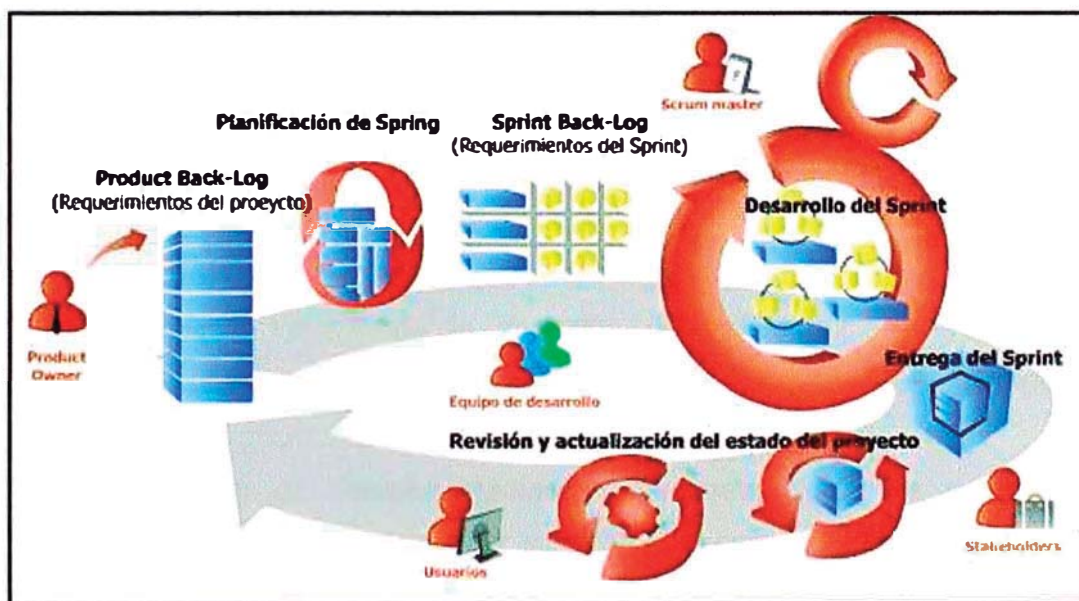 Scrum master
Planificación de Spring
Sprint Back-Log
(Requerimientos del Sprint)
Product Back-Log
(Requerimientos del proeycto)
Desarrollo del Sprint
Product
Owner
Entrega del Sprint
Equipo de desarrollo
Revisión y actualización del estado del proyecto
Stakeholders
Usuarios